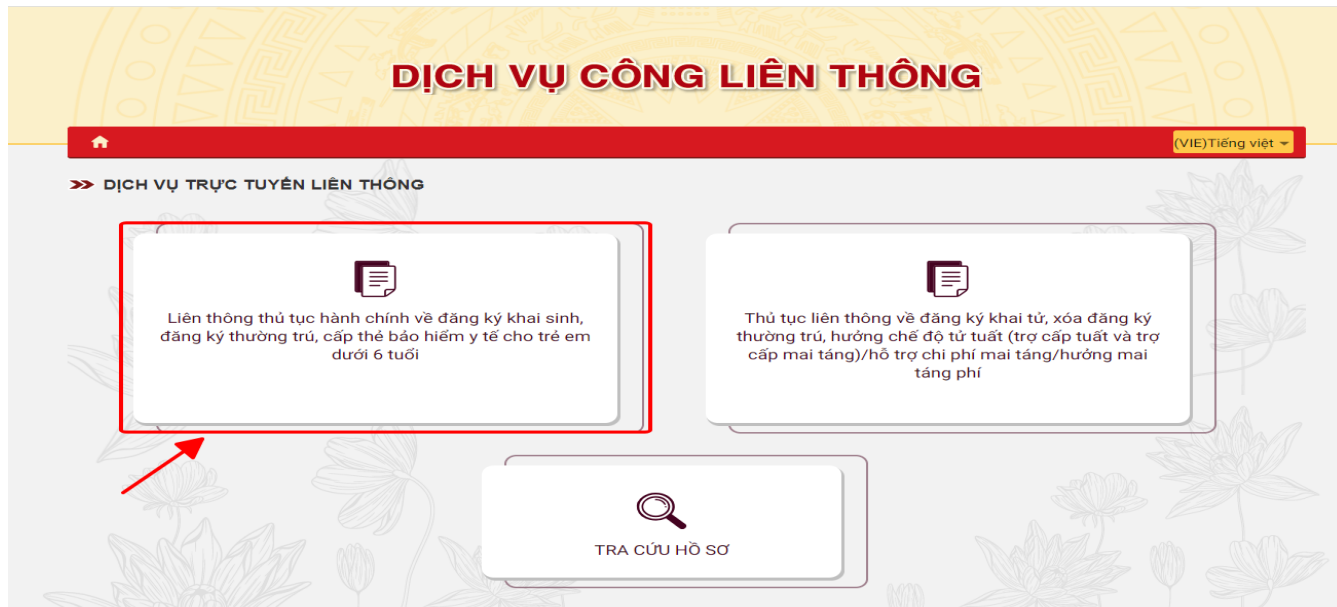 DỊCH VỤ CÔNG LIÊN THÔNG
(VIE)Tiếng việt
DỊCH VỤ TRỰC TUYẾN LIÊN THÔNG
Liên thông thủ tục hành chính về đăng ký khai sinh,
đăng ký thường trú, cấp thẻ bảo hiểm y tế cho trẻ em
dưới 6 tuổi
Thủ tục liên thông về đăng ký khai tử, xóa đăng ký
thường trú, hưởng chế độ tử tuất (trợ cấp tuất và trợ
cấp mai táng)/hỗ trợ chi phí mai táng/hưởng mai
táng phí
TRA CỨU HỒ SƠ